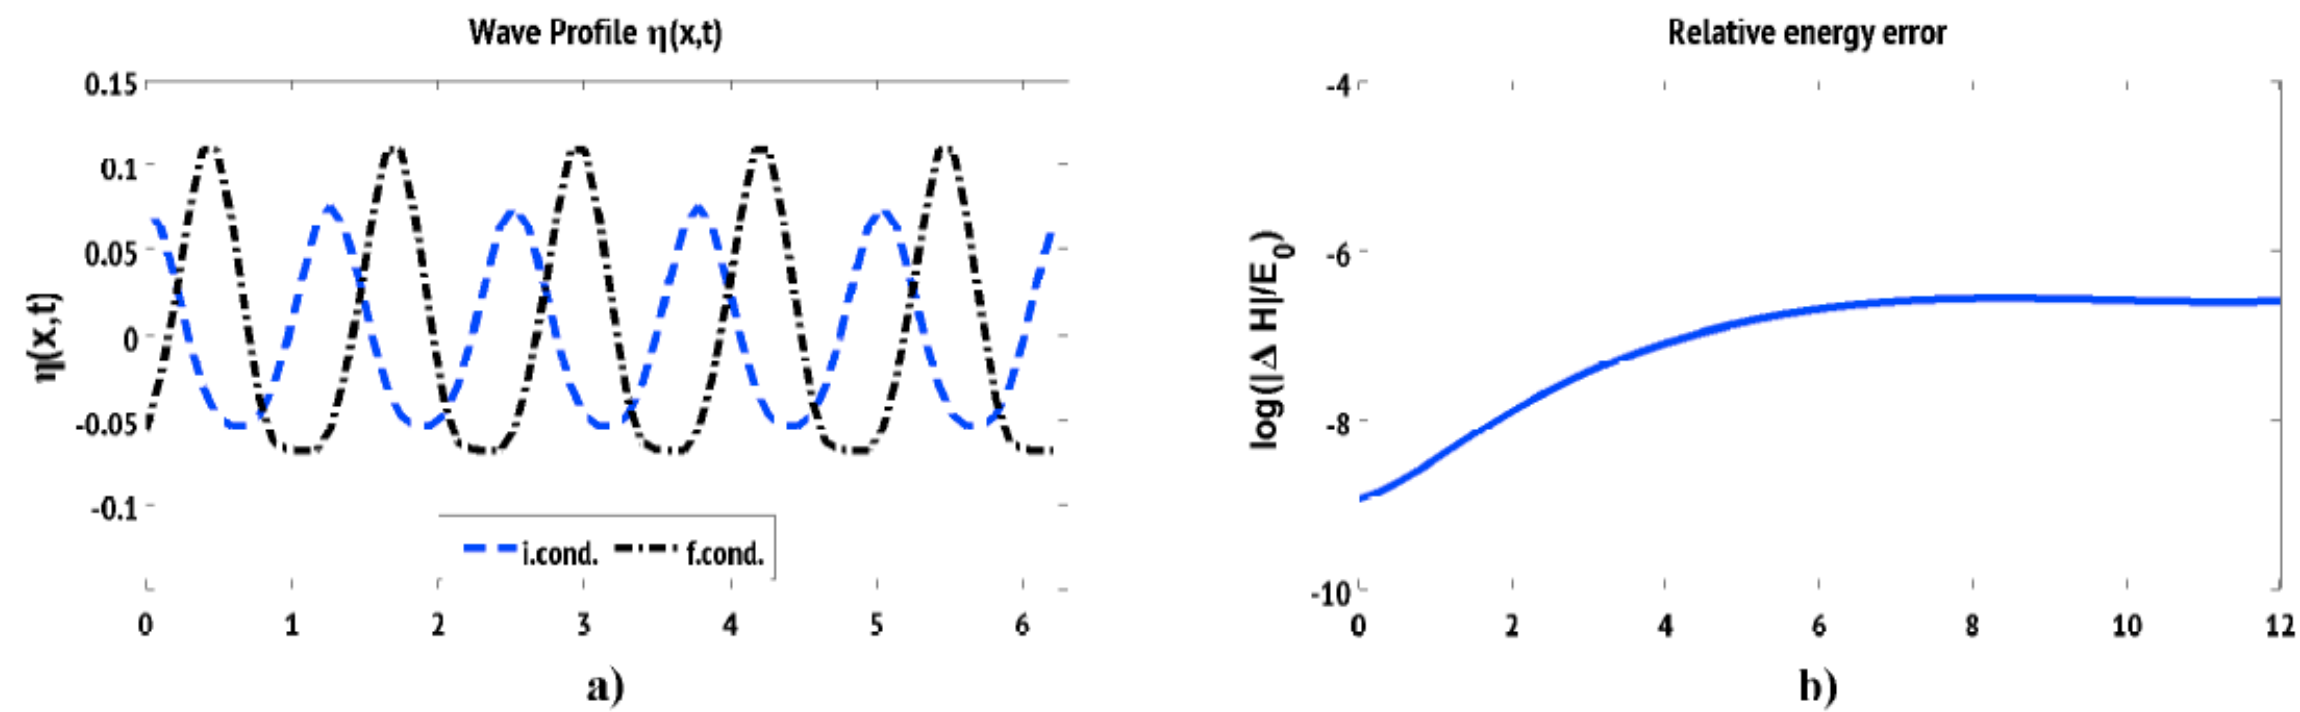 Wave Profile η(x,t)
0.15
0.1
0.05
0
-0.05
-0.1
η(x,t)
i.cond. f.cond.
0 1 2 3 4 5 6
a)
Relative energy error
-4
-6
-8
-10
log(|Δ H|/E₀)
0 2 4 6 8 10 12
b)